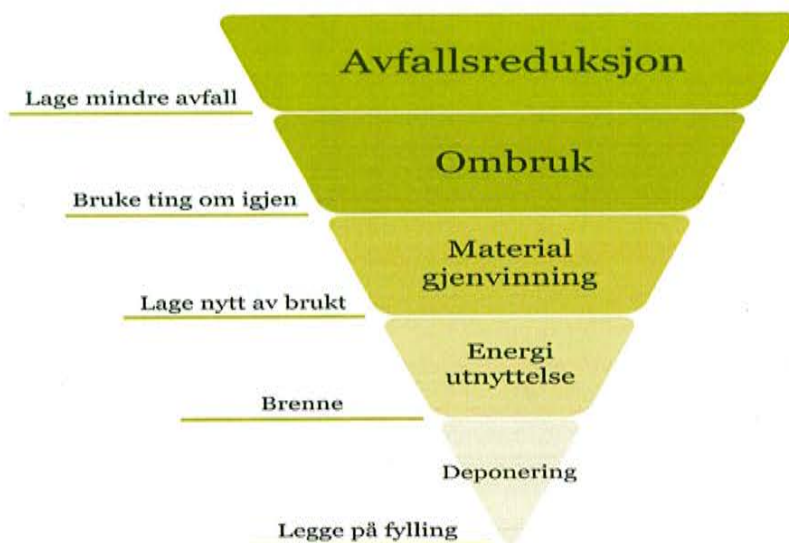 Avfallsreduksjon
Lage mindre avfall
Ombruk
Bruke ting om igjen
Material
gjenvinning
Lage nytt av brukt
Energi
utnyttelse
Brenne
Deponering
Legge på fylling